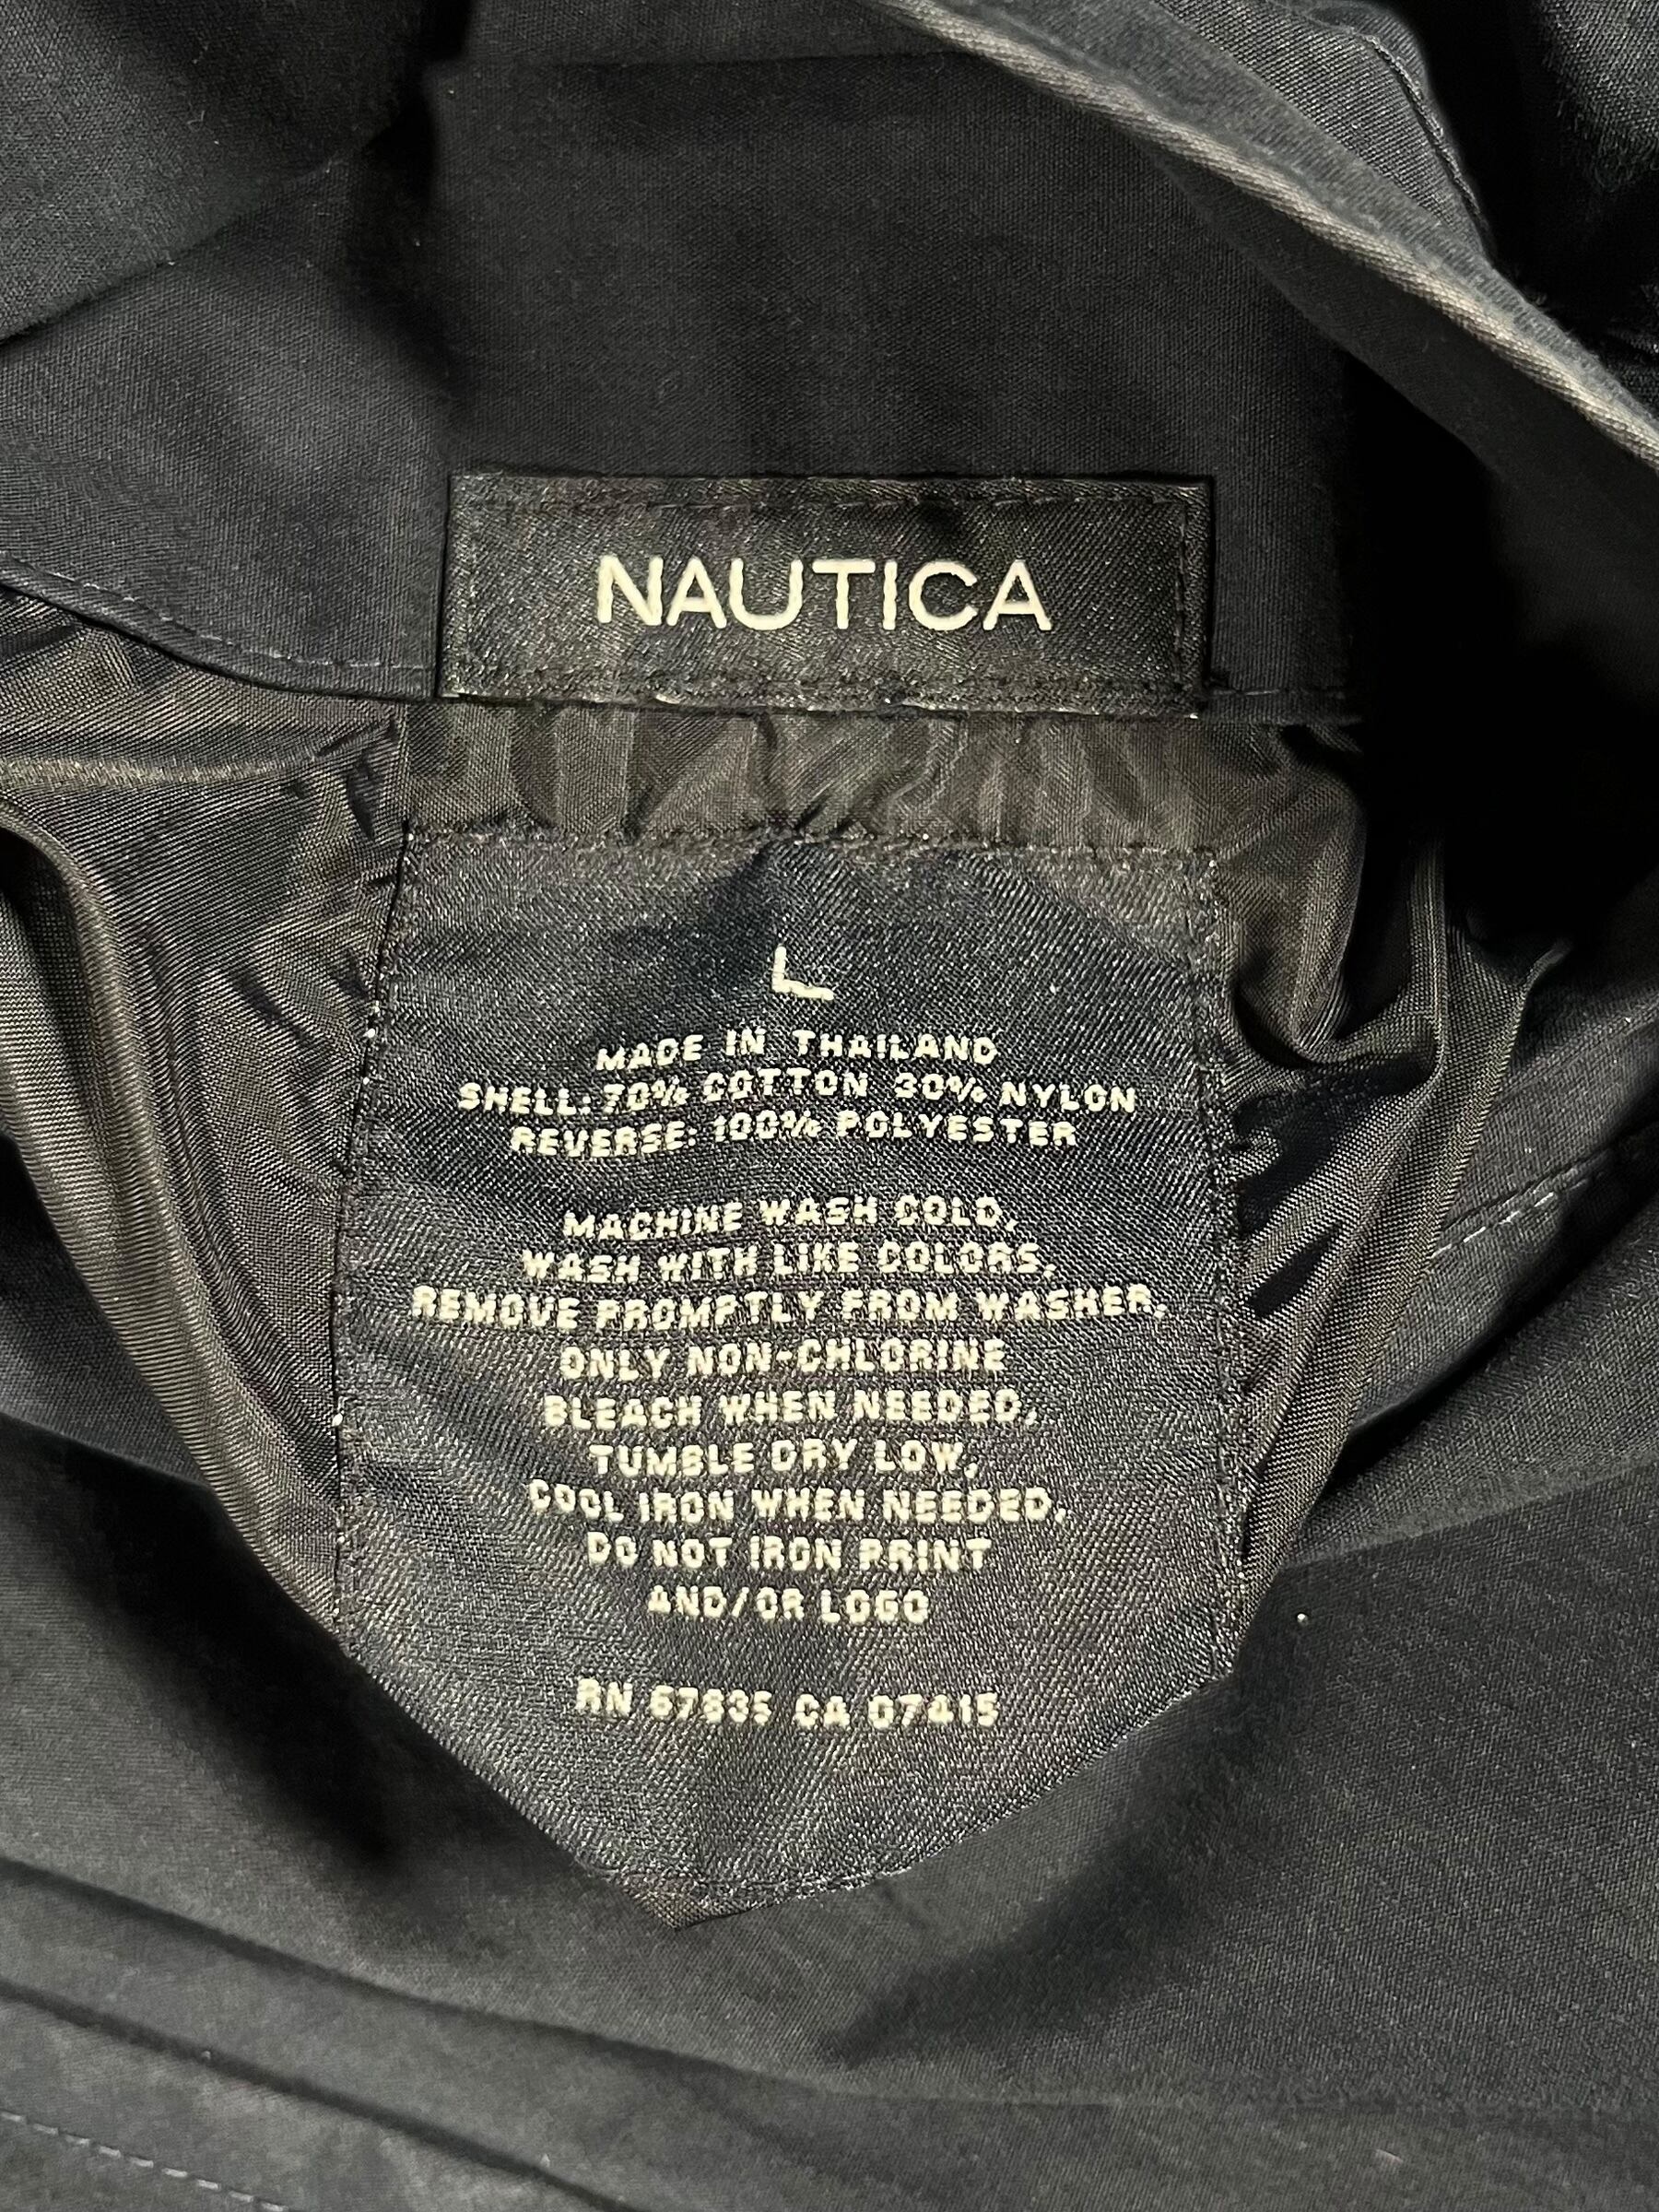 NAUTICA
L
MADE IN THAILAND
SHELL: 70% COTTON 30% NYLON
REVERSE: 100% POLYESTER
MACHINE WASH COLD,
WASH WITH LIKE COLORS,
REMOVE PROMPTLY FROM WASHER,
ONLY NON-CHLORINE
BLEACH WHEN NEEDED,
TUMBLE DRY LOW,
COOL IRON WHEN NEEDED,
DO NOT IRON PRINT
AND/OR LOGO
RN 67835 CA 07415